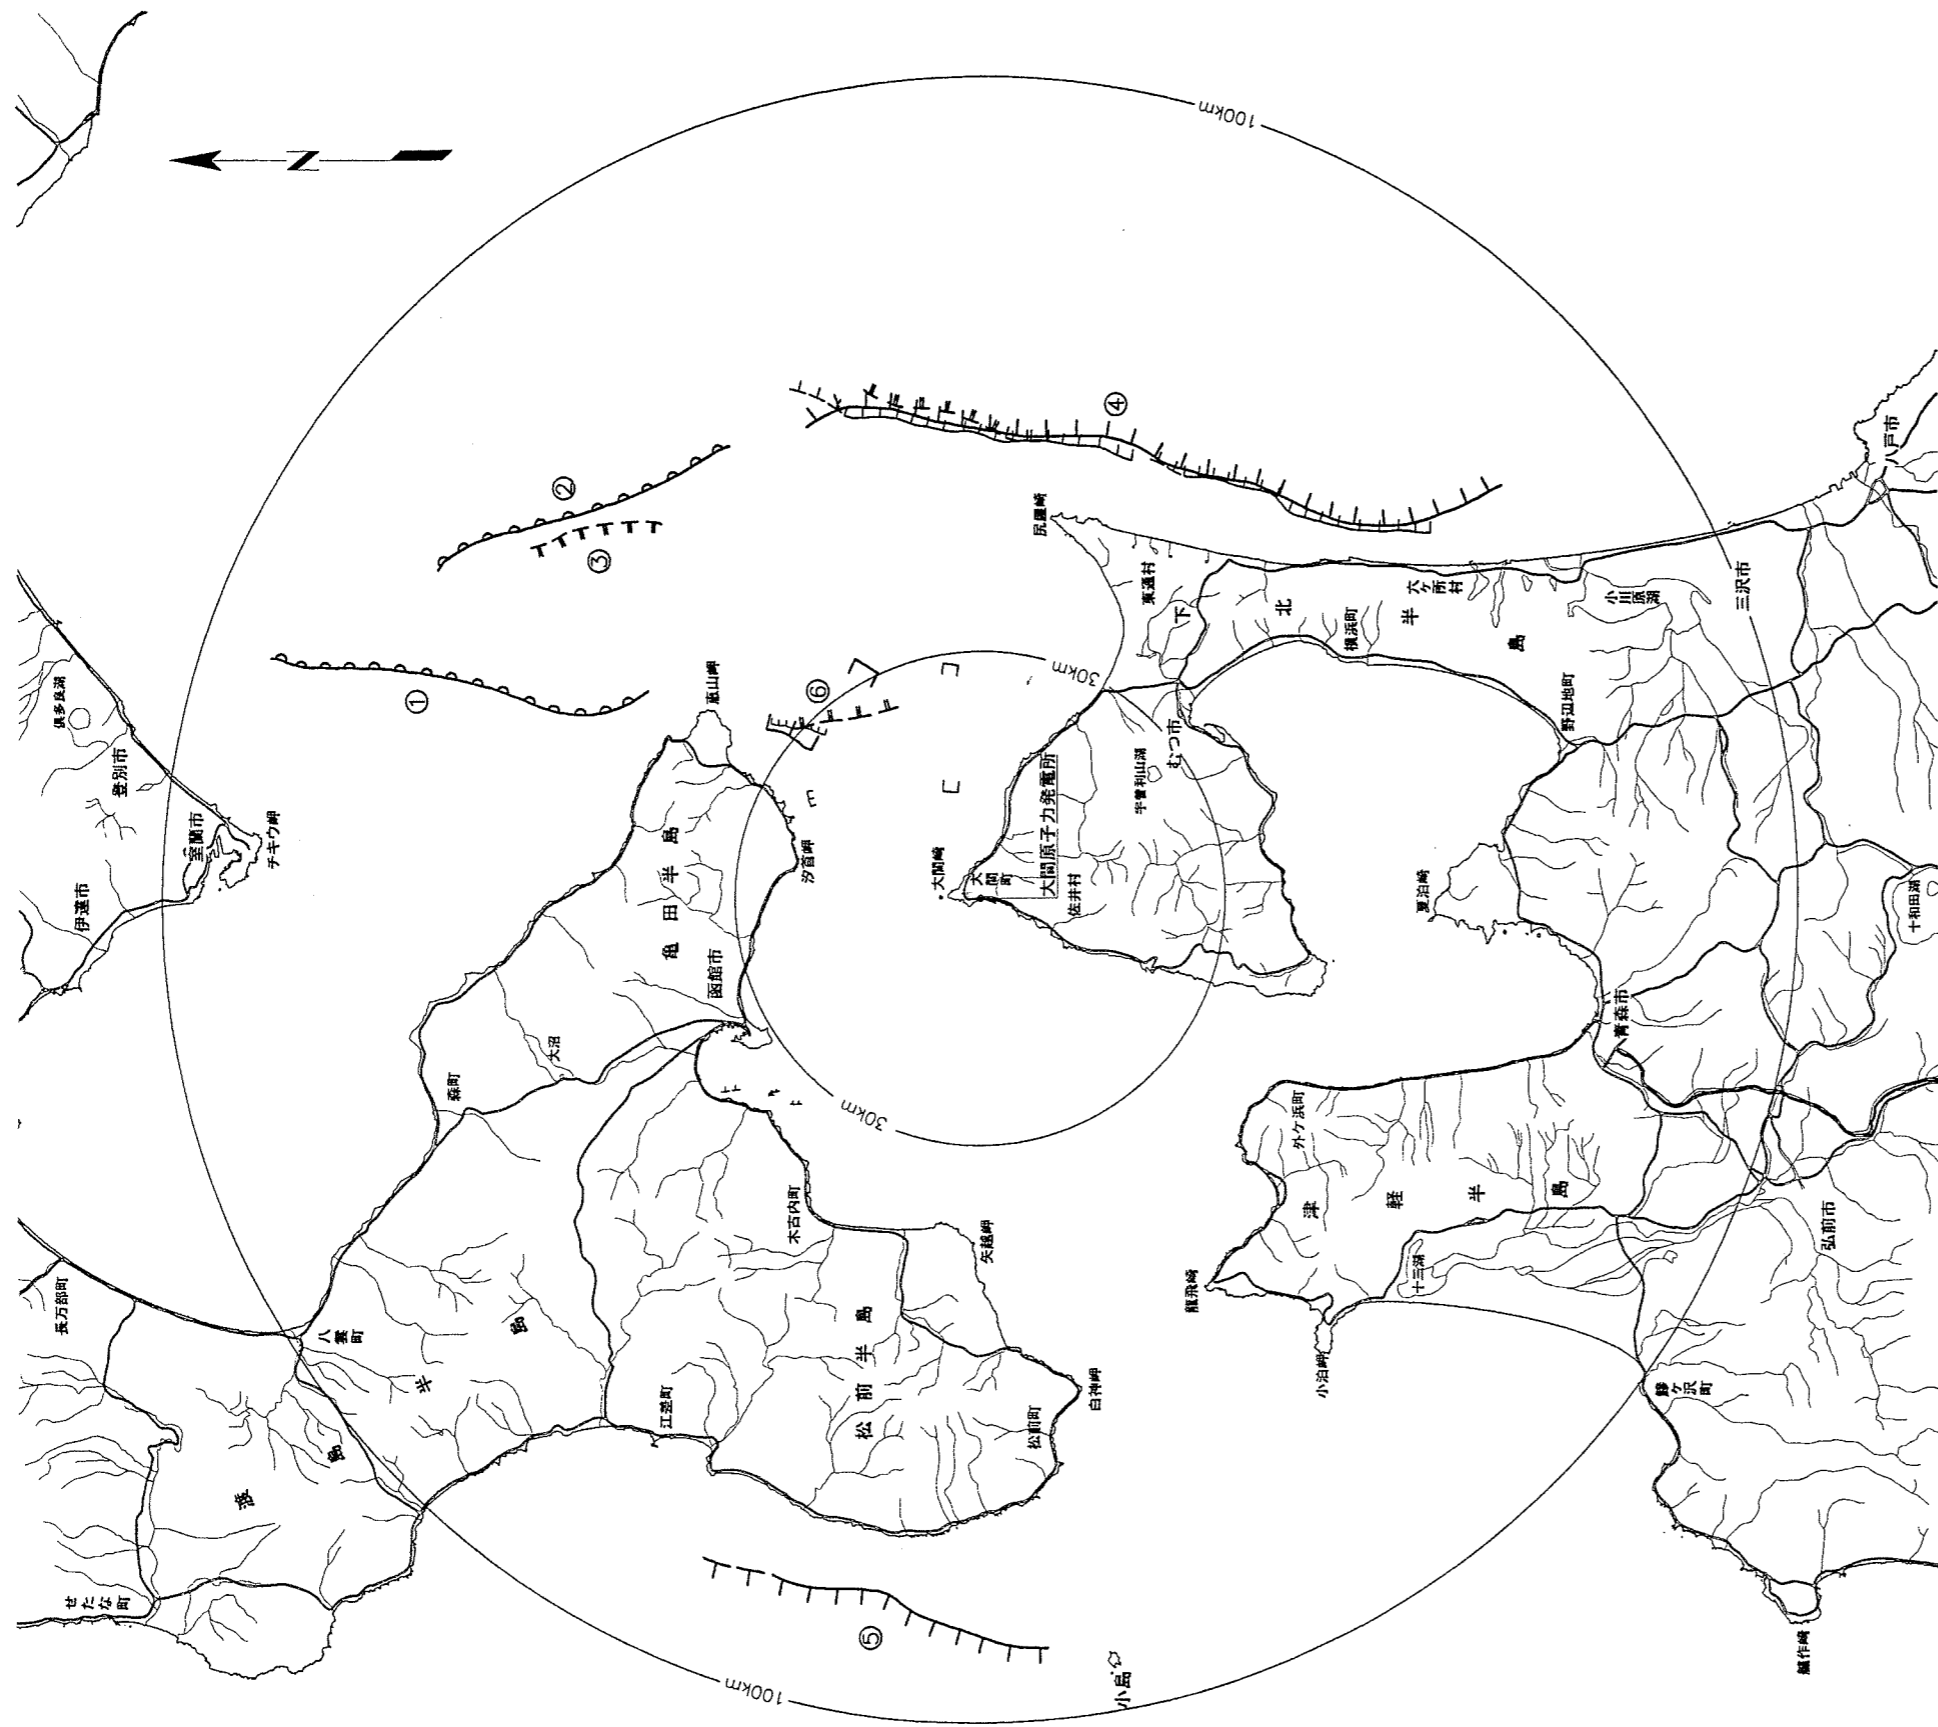 100km
N
④
②
③
①
⑥
尻屋崎
八戸市
東通村
六ケ所村
小川原湖
三沢市
下北半島
横浜町
野辺地町
30km
倶多良湖
登別市
室蘭市
チキウ岬
伊達市
恵山岬
汐首岬
亀田半島
函館市
大沼
森町
大間崎
大間町
大間原子力発電所
佐井村
宇曽利山湖
むつ市
夏泊崎
青森市
十和田湖
30km
長万部町
八雲町
渡島半島
せたな町
江差町
木古内町
矢越岬
松前半島
松前町
白神岬
外ケ浜町
津軽半島
龍飛崎
小泊岬
十三湖
弘前市
鰺ケ沢町
艫作崎
⑤
小島
100km